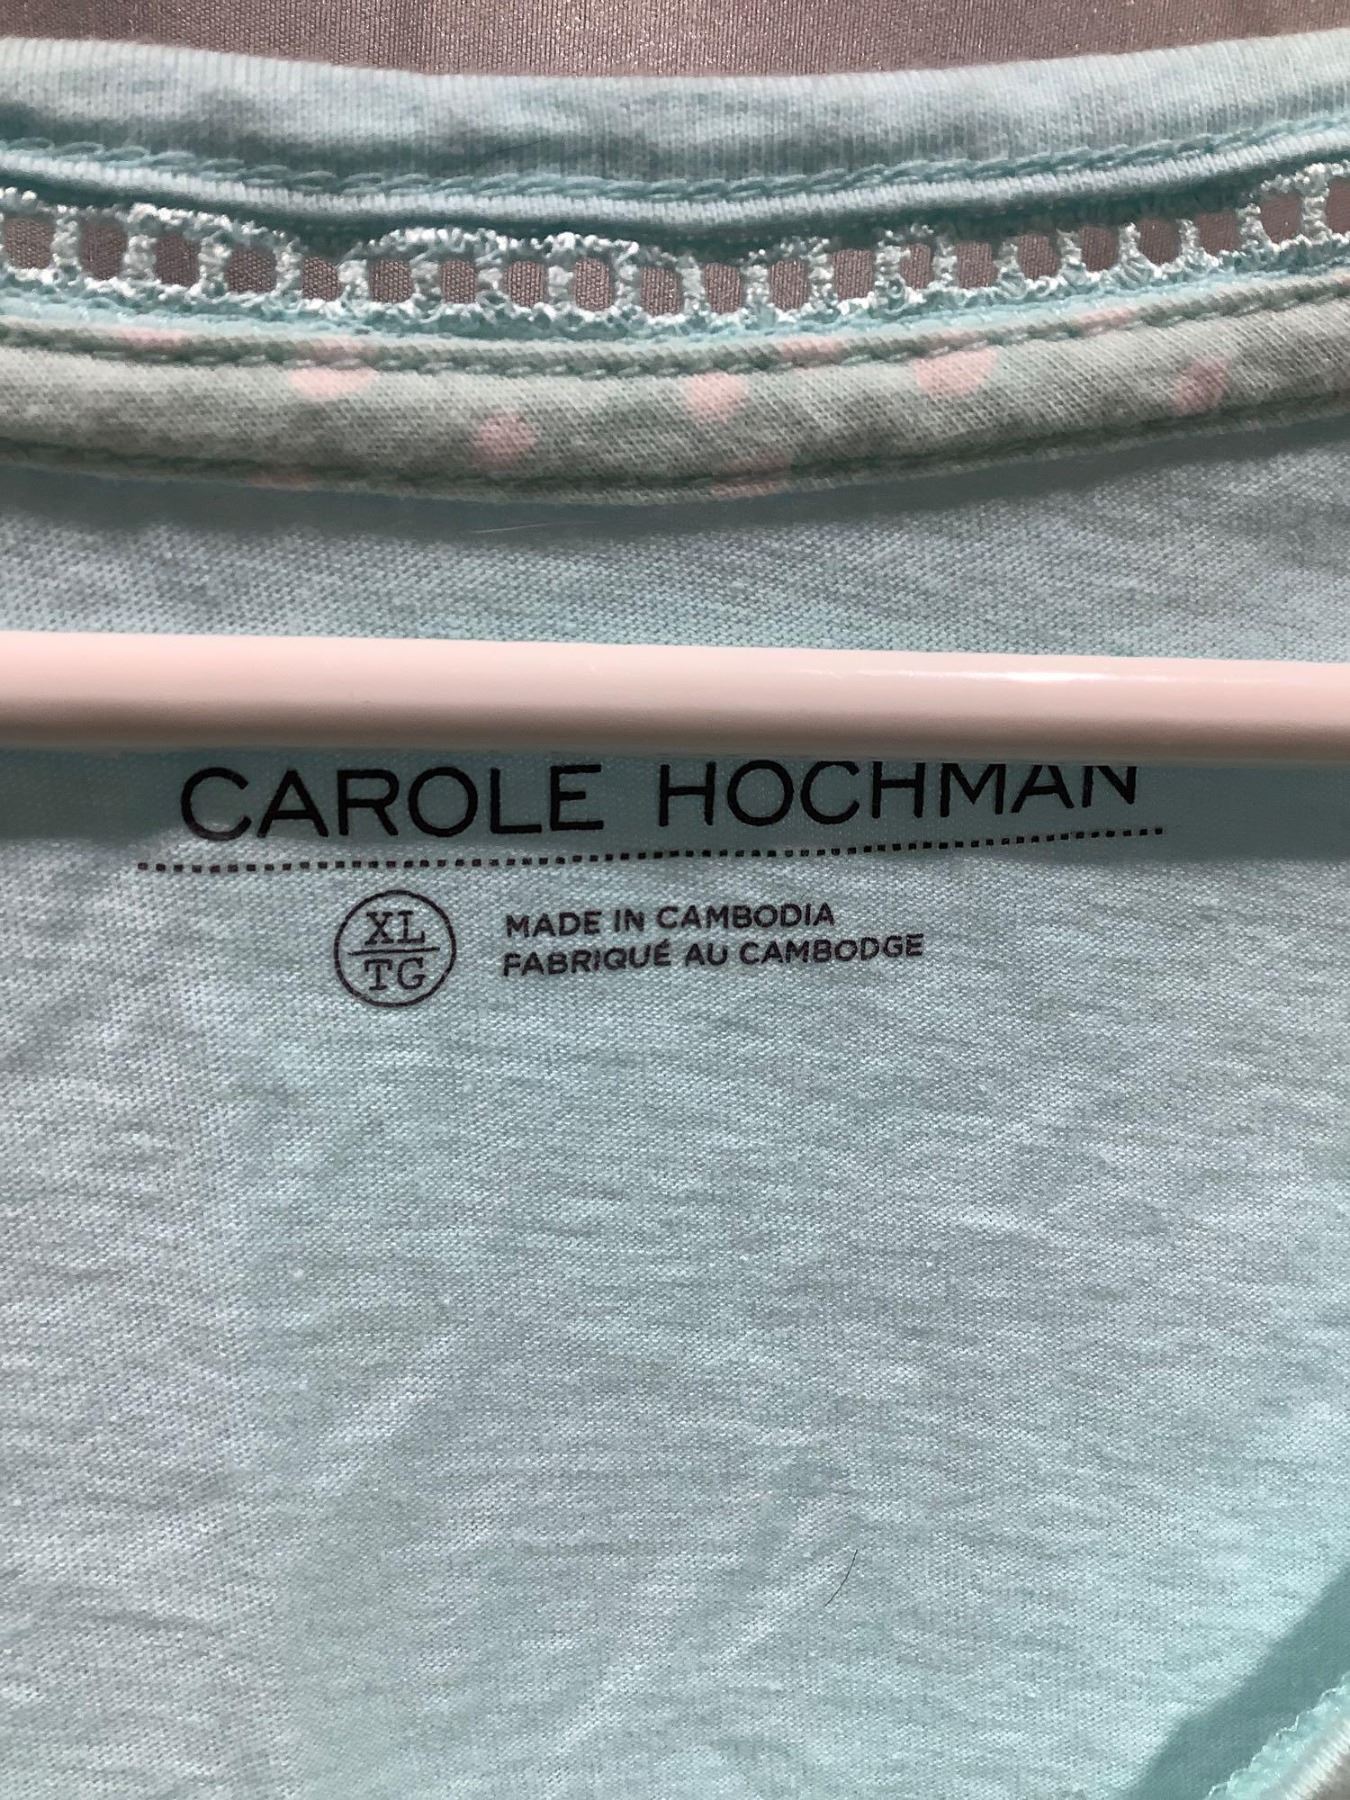 CAROLE HOCHMAN
XL
TG
MADE IN CAMBODIA
FABRIQUÉ AU CAMBODGE